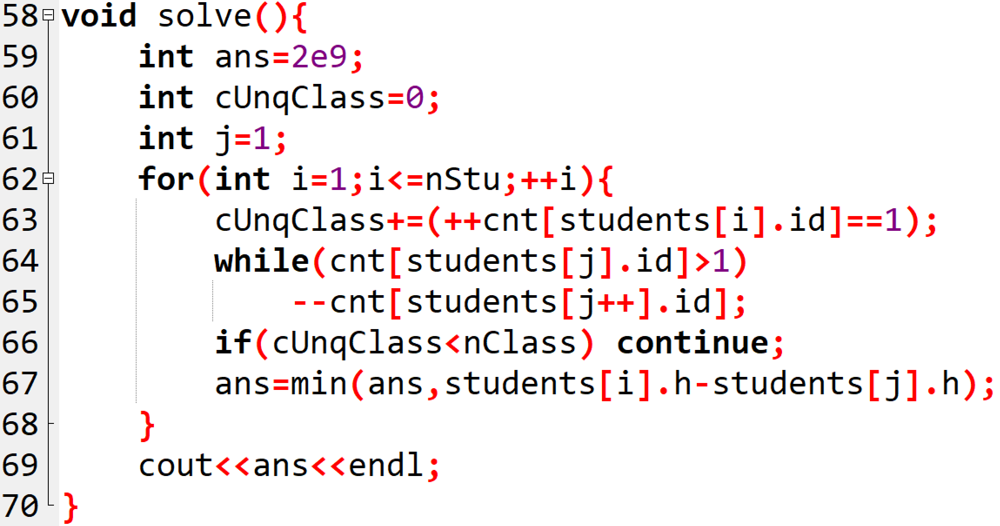 58 void solve(){
59     int ans=2e9;
60     int cUnqClass=0;
61     int j=1;
62     for(int i=1;i<=nStu;++i){
63         cUnqClass+=(++cnt[students[i].id]==1);
64         while(cnt[students[j].id]>1)
65             --cnt[students[j++].id];
66         if(cUnqClass<nClass) continue;
67         ans=min(ans,students[i].h-students[j].h);
68     }
69     cout<<ans<<endl;
70 }